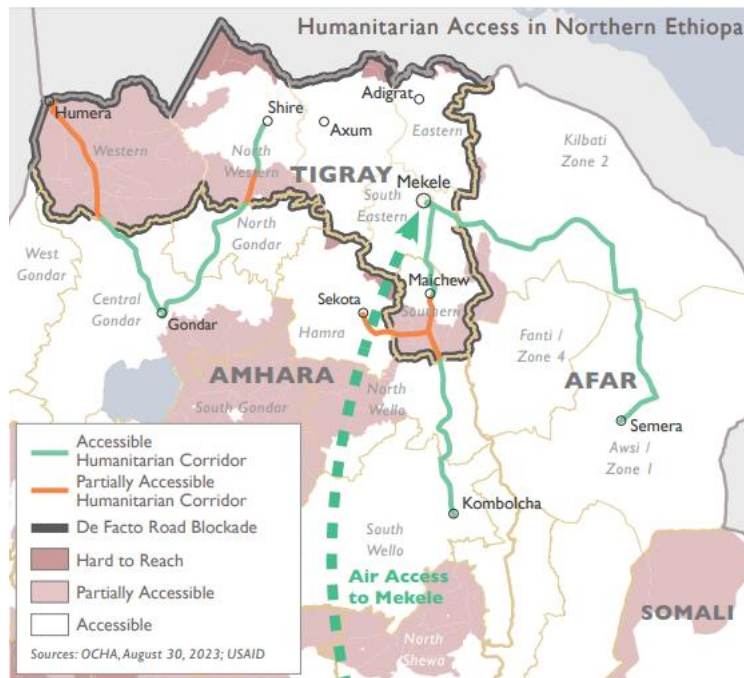 Humanitarian Access in Northern Ethiopa
Humera
Shire
Adigrat
Axum
Eastern
Western
North
Western
TIGRAY
Kilbati
Zone 2
Mekele
South
Eastern
West
Gondar
North
Gondar
Central
Gondar
Gondar
Sekota
Maichew
Southern
Hamra
Fanti /
Zone 4
AMHARA
AFAR
South Gondar
North
Wello
Semera
Awsi /
Zone 1
Kombolcha
South
Wello
Air Access
to Mekele
SOMALI
North
Shewa
Accessible
Humanitarian Corridor
Partially Accessible
Humanitarian Corridor
De Facto Road Blockade
Hard to Reach
Partially Accessible
Accessible
Sources: OCHA, August 30, 2023; USAID